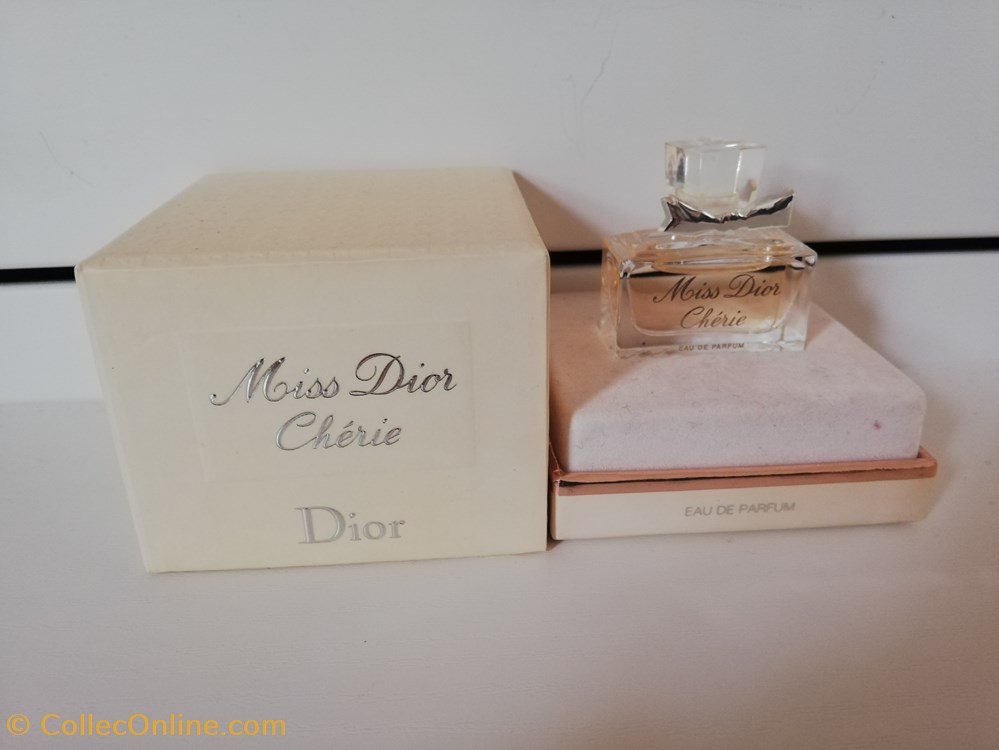 Miss Dior
Chérie
Dior
Miss Dior
Chérie
EAU DE PARFUM
EAU DE PARFUM
© CollecOnline.com